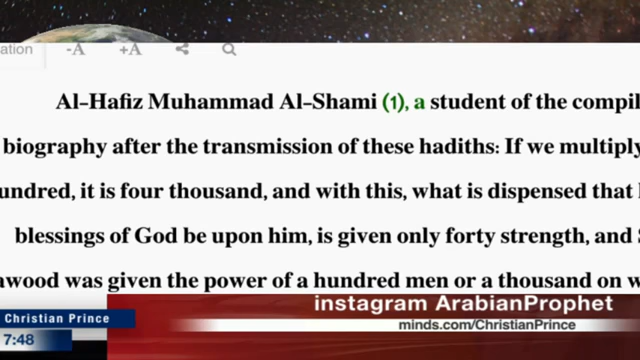 ation -A +A
Al-Hafiz Muhammad Al-Shami (1), a student of the compil
biography after the transmission of these hadiths: If we multiply
undred, it is four thousand, and with this, what is dispensed that
blessings of God be upon him, is given only forty strength, and S
awood was given the power of a hundred men or a thousand on w
instagram ArabianProphet
Christian Prince
minds.com/ChristianPrince
7:48